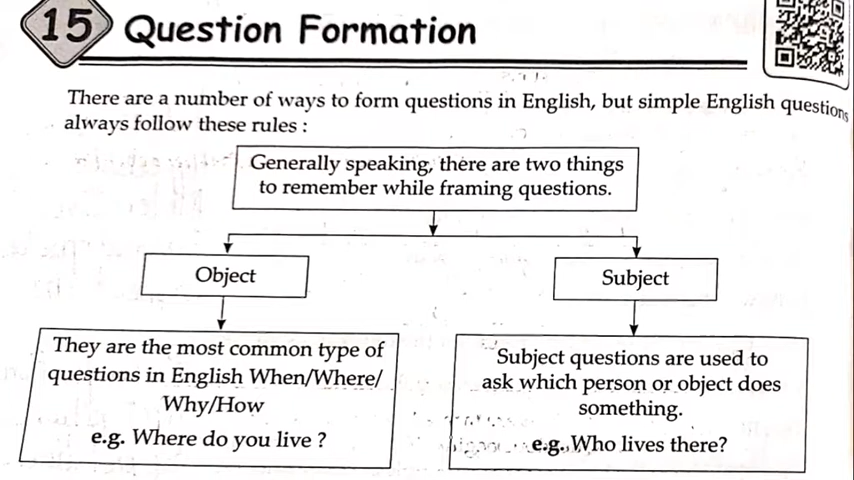 15 Question Formation
There are a number of ways to form questions in English, but simple English questions
always follow these rules :
Generally speaking, there are two things
to remember while framing questions.
Object
Subject
They are the most common type of
questions in English When/Where/
Why/How
e.g. Where do you live ?
Subject questions are used to
ask which person or object does
something.
e.g. Who lives there?